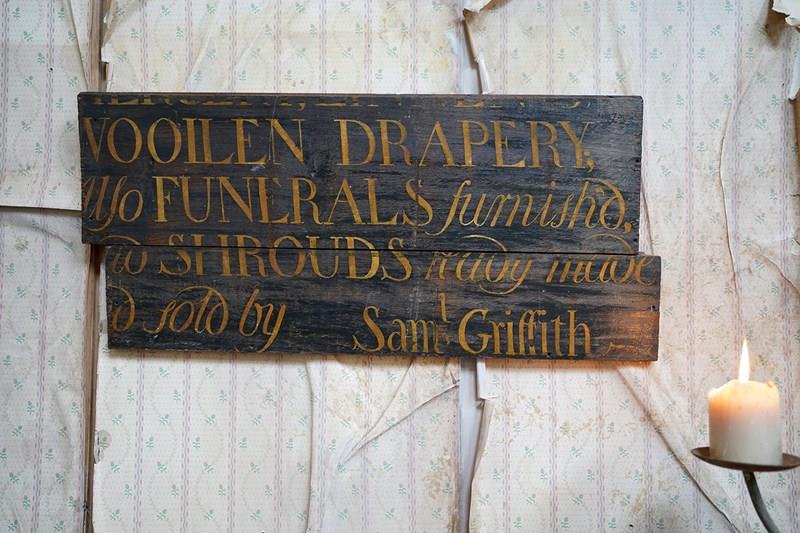 WOOLLEN DRAPERY,
Also FUNERALS furnish'd,
SHROUDS ready made
sold by Saml. Griffith